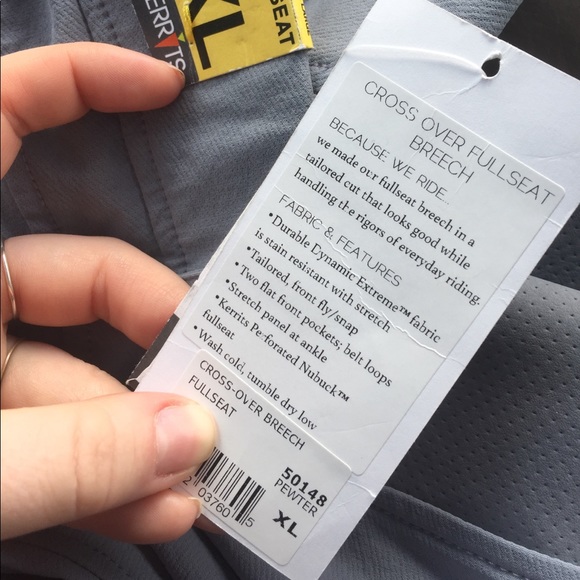 KERRITS
XL
SEAT
CROSS OVER FULLSEAT
BREECH
BECAUSE WE RIDE...
we made our fullseat breech in a
tailored cut that looks good while
handling the rigors of everyday riding.
FABRIC & FEATURES
•Durable Dynamic Extreme™ fabric
is stain resistant with stretch
•Tailored, front fly/snap
•Two flat front pockets; belt loops
•Stretch panel at ankle
•Kerrits Perforated Nubuck™
fullseat
•Wash cold, tumble dry low
CROSS-OVER BREECH
FULLSEAT
50148
PEWTER
XL
03760
5